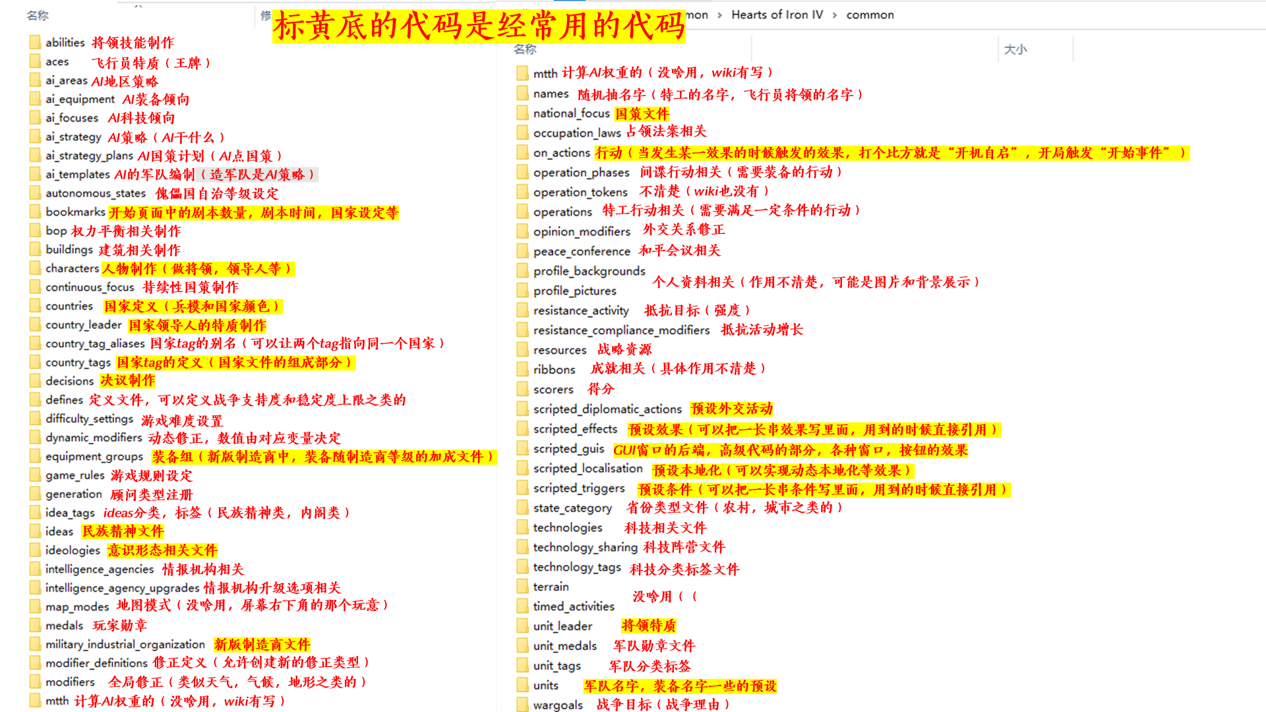 标黄底的代码是经常用的代码
名称
abilities 将领技能制作
aces 飞行员特质（王牌）
ai_areas AI地区策略
ai_equipment AI装备倾向
ai_focuses AI科技倾向
ai_strategy AI策略（AI干什么）
ai_strategy_plans AI国策计划（AI点国策）
ai_templates AI的军队编制（造军队是AI策略）
autonomous_states 傀儡国自治等级设定
bookmarks 开始页面中的剧本数量，剧本时间，国家设定等
bop 权力平衡相关制作
buildings 建筑相关制作
characters 人物制作（做将领，领导人等）
continuous_focus 持续性国策制作
countries 国家定义（兵模和国家颜色）
country_leader 国家领导人的特质制作
country_tag_aliases 国家tag的别名（可以让两个tag指向同一个国家）
country_tags 国家tag的定义（国家文件的组成部分）
decisions 决议制作
defines 定义文件，可以定义战争支持度和稳定度上限之类的
difficulty_settings 游戏难度设置
dynamic_modifiers 动态修正，数值由对应变量决定
equipment_groups 装备组（新版制造商中，装备随制造商等级的加成文件）
game_rules 游戏规则设定
generation 顾问类型注册
idea_tags ideas分类，标签（民族精神类，内阁类）
ideas 民族精神文件
ideologies 意识形态相关文件
intelligence_agencies 情报机构相关
intelligence_agency_upgrades 情报机构升级选项相关
map_modes 地图模式（没啥用，屏幕右下角的那个玩意）
medals 玩家勋章
military_industrial_organization 新版制造商文件
modifier_definitions 修正定义（允许创建新的修正类型）
modifiers 全局修正（类似天气，气候，地形之类的）
mtth 计算AI权重的（没啥用，wiki有写）
mon › Hearts of Iron IV › common
名称 大小
mtth 计算AI权重的（没啥用，wiki有写）
names 随机抽名字（特工的名字，飞行员将领的名字）
national_focus 国策文件
occupation_laws 占领法案相关
on_actions 行动（当发生某一效果的时候触发的效果，打个比方就是“开机自启”，开局触发“开始事件”）
operation_phases 间谍行动相关（需要装备的行动）
operation_tokens 不清楚（wiki也没有）
operations 特工行动相关（需要满足一定条件的行动）
opinion_modifiers 外交关系修正
peace_conference 和平会议相关
profile_backgrounds
个人资料相关（作用不清楚，可能是图片和背景展示）
profile_pictures
resistance_activity 抵抗目标（强度）
resistance_compliance_modifiers 抵抗活动增长
resources 战略资源
ribbons 成就相关（具体作用不清楚）
scorers 得分
scripted_diplomatic_actions 预设外交活动
scripted_effects 预设效果（可以把一长串效果写里面，用到的时候直接引用）
scripted_guis GUI窗口的后端，高级代码的部分，各种窗口，按钮的效果
scripted_localisation 预设本地化（可以实现动态本地化等效果）
scripted_triggers 预设条件（可以把一长串条件写里面，用到的时候直接引用）
state_category 省份类型文件（农村，城市之类的）
technologies 科技相关文件
technology_sharing 科技阵营文件
technology_tags 科技分类标签文件
terrain
没啥用（（
timed_activities
unit_leader 将领特质
unit_medals 军队勋章文件
unit_tags 军队分类标签
units 军队名字，装备名字一些的预设
wargoals 战争目标（战争理由）